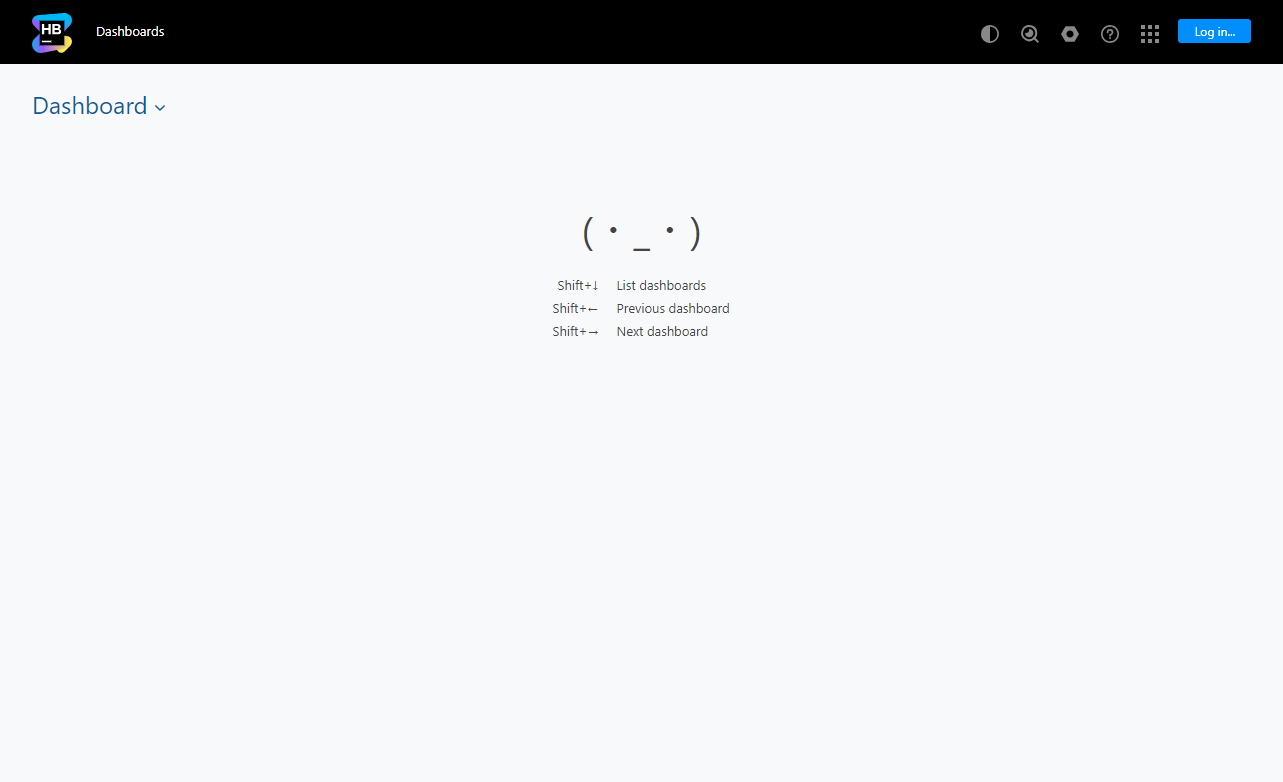 HB
Dashboards
Log in...
Dashboard
(・_・)
Shift+↓ List dashboards
Shift+← Previous dashboard
Shift+→ Next dashboard